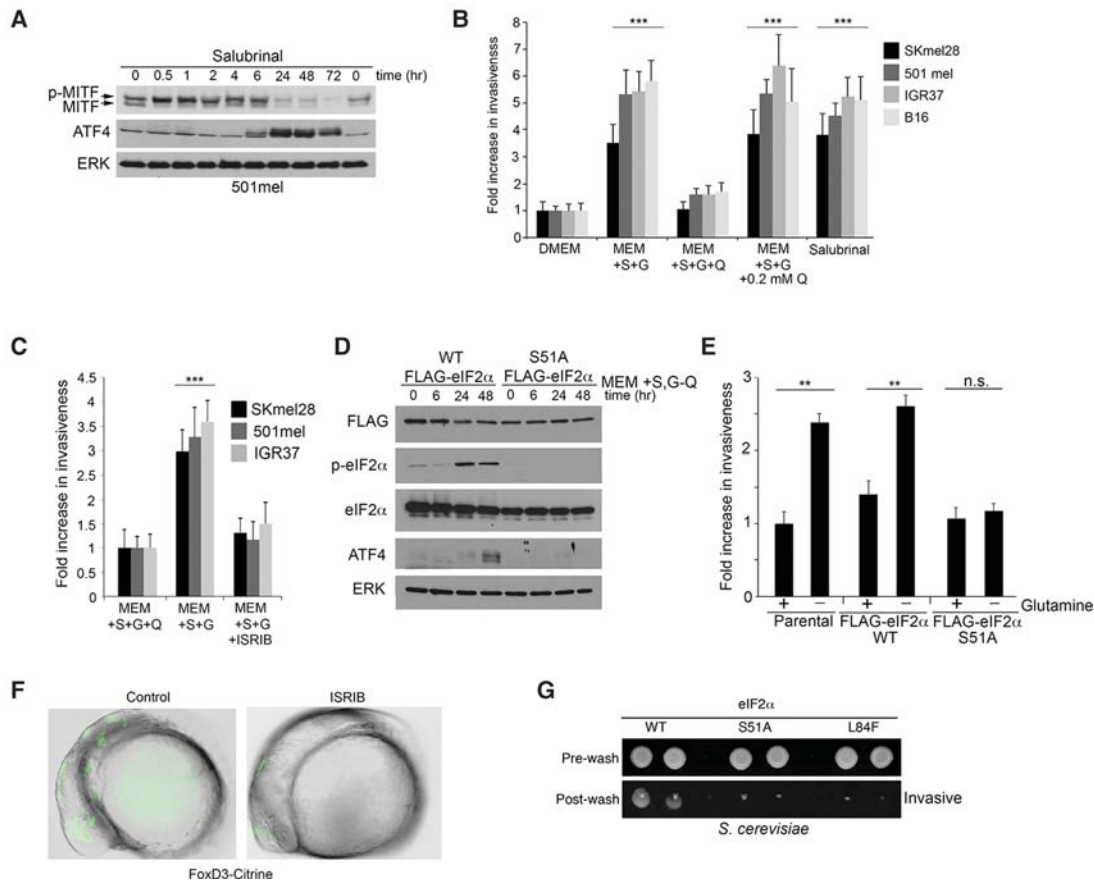 A
Salubrinal
0 0.5 1 2 4 6 24 48 72 0 time (hr)
p-MITF
MITF
ATF4
ERK
501mel
B
Fold increase in invasivensss
8
7
6
5
4
3
2
1
0
***
***
***
SKmel28
501 mel
IGR37
B16
DMEM
MEM
+S+G
MEM
+S+G+Q
MEM
+S+G
+0.2 mM Q
Salubrinal
C
Fold increase in invasiveness
4.5
4
3.5
3
2.5
2
1.5
1
0.5
0
***
SKmel28
501mel
IGR37
MEM
+S+G+Q
MEM
+S+G
MEM
+S+G
+ISRIB
D
WT
FLAG-eIF2α
S51A
FLAG-eIF2α
MEM +S,G-Q
0 6 24 48 0 6 24 48 time (hr)
FLAG
p-eIF2α
eIF2α
ATF4
ERK
E
Fold increase in invasiveness
3
2
1
0
**
**
n.s.
+ − + − + − Glutamine
Parental
FLAG-eIF2α
WT
FLAG-eIF2α
S51A
F
Control
ISRIB
FoxD3-Citrine
G
eIF2α
WT S51A L84F
Pre-wash
Post-wash
Invasive
S. cerevisiae